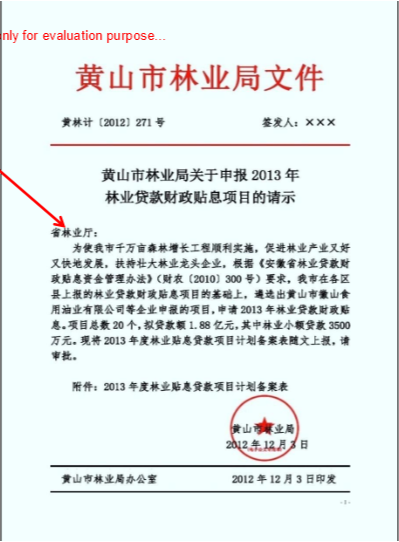 nly for evaluation purpose...
黄山市林业局文件
黄林计〔2012〕271号 签发人：×××
黄山市林业局关于申报2013年
林业贷款财政贴息项目的请示
省林业厅：
为使我市千万亩森林增长工程顺利实施，促进林业产业又好
又快地发展，扶持壮大林业龙头企业，根据《安徽省林业贷款财
政贴息资金管理办法》（财农〔2010〕300号）要求，我市在各区
县上报的林业贷款财政贴息项目的基础上，遴选出黄山市徽山食
用油业有限公司等企业申报的项目，申请2013年林业贷款财政贴
息。项目总数20个，拟贷款额1.88亿元，其中林业小额贷款3500
万元。现将2013年度林业贴息贷款项目计划备案表随文上报，请
审批。
附件：2013年度林业贴息贷款项目计划备案表
黄山市林业局
2012年12月3日
黄山市林业局办公室 2012年12月3日印发
-1-